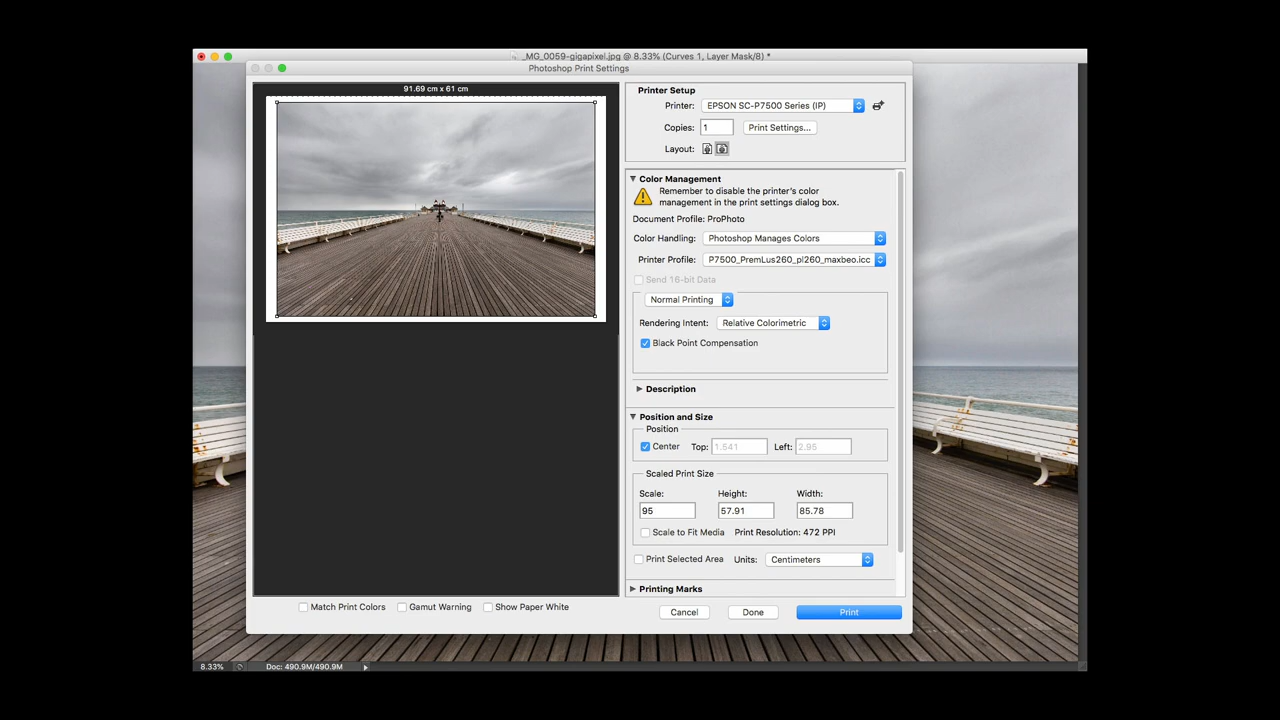 _MG_0059-gigapixel.jpg @ 8.33% (Curves 1, Layer Mask/8) *
Photoshop Print Settings
91.69 cm x 61 cm
Printer Setup
Printer: EPSON SC-P7500 Series (IP)
Copies: 1 Print Settings...
Layout:
Color Management
Remember to disable the printer's color
management in the print settings dialog box.
Document Profile: ProPhoto
Color Handling: Photoshop Manages Colors
Printer Profile: P7500_PremLus260_pl260_maxbeo.icc
Send 16-bit Data
Normal Printing
Rendering Intent: Relative Colorimetric
Black Point Compensation
Description
Position and Size
Position
Center Top: 1.541 Left: 2.95
Scaled Print Size
Scale: Height: Width:
95 57.91 85.78
Scale to Fit Media Print Resolution: 472 PPI
Print Selected Area Units: Centimeters
Printing Marks
Match Print Colors Gamut Warning Show Paper White
Cancel Done Print
8.33% Doc: 490.9M/490.9M